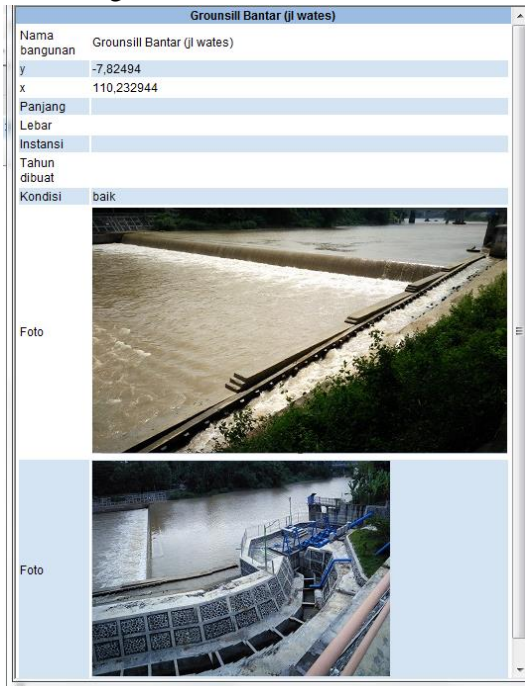 Grounsill Bantar (jl wates)
Nama
bangunan
Grounsill Bantar (jl wates)
y
-7,82494
x
110,232944
Panjang
Lebar
Instansi
Tahun
dibuat
Kondisi
baik
Foto
Foto